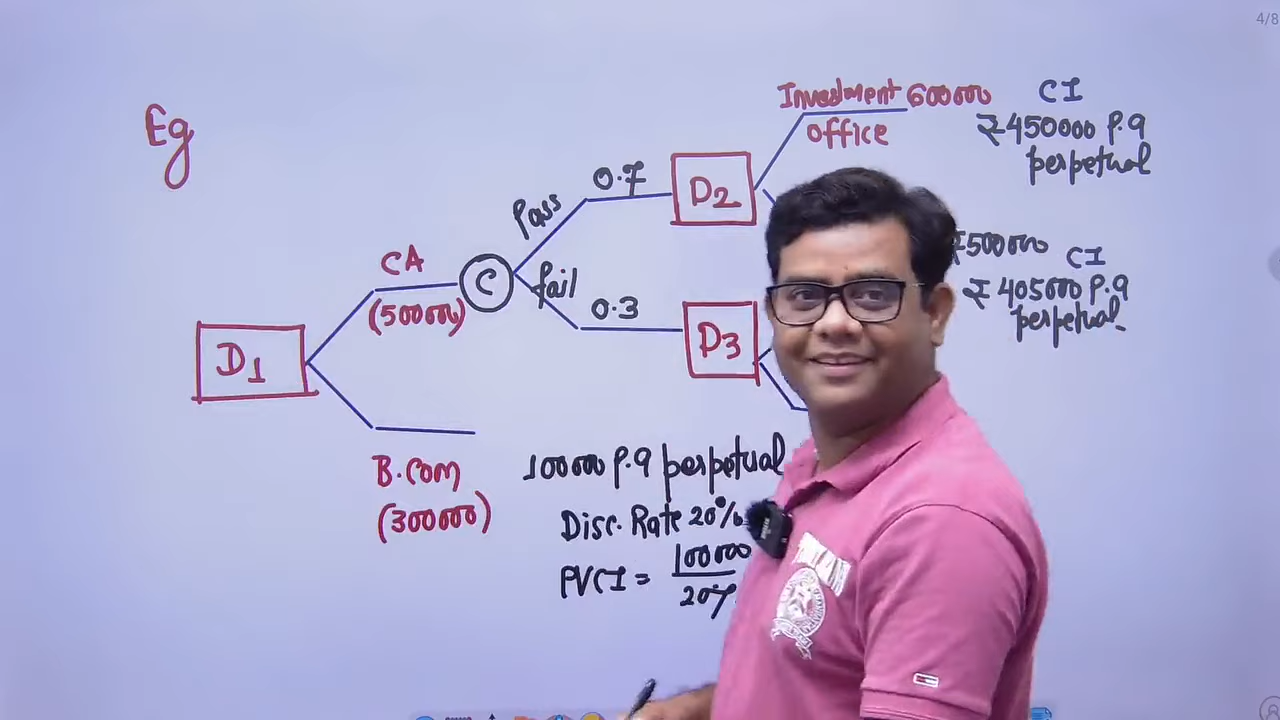 4/8
Eg
Investment 600000
office
CI
₹450000 P.a
perpetual
Pass
0.7
D2
₹500000
CI
₹405000 P.a
perpetual
CA
(500000)
C
fail
0.3
D3
D1
B.com
(300000)
100000 P.a perpetual
Disc. Rate 20%
PVCI = 100000
20%